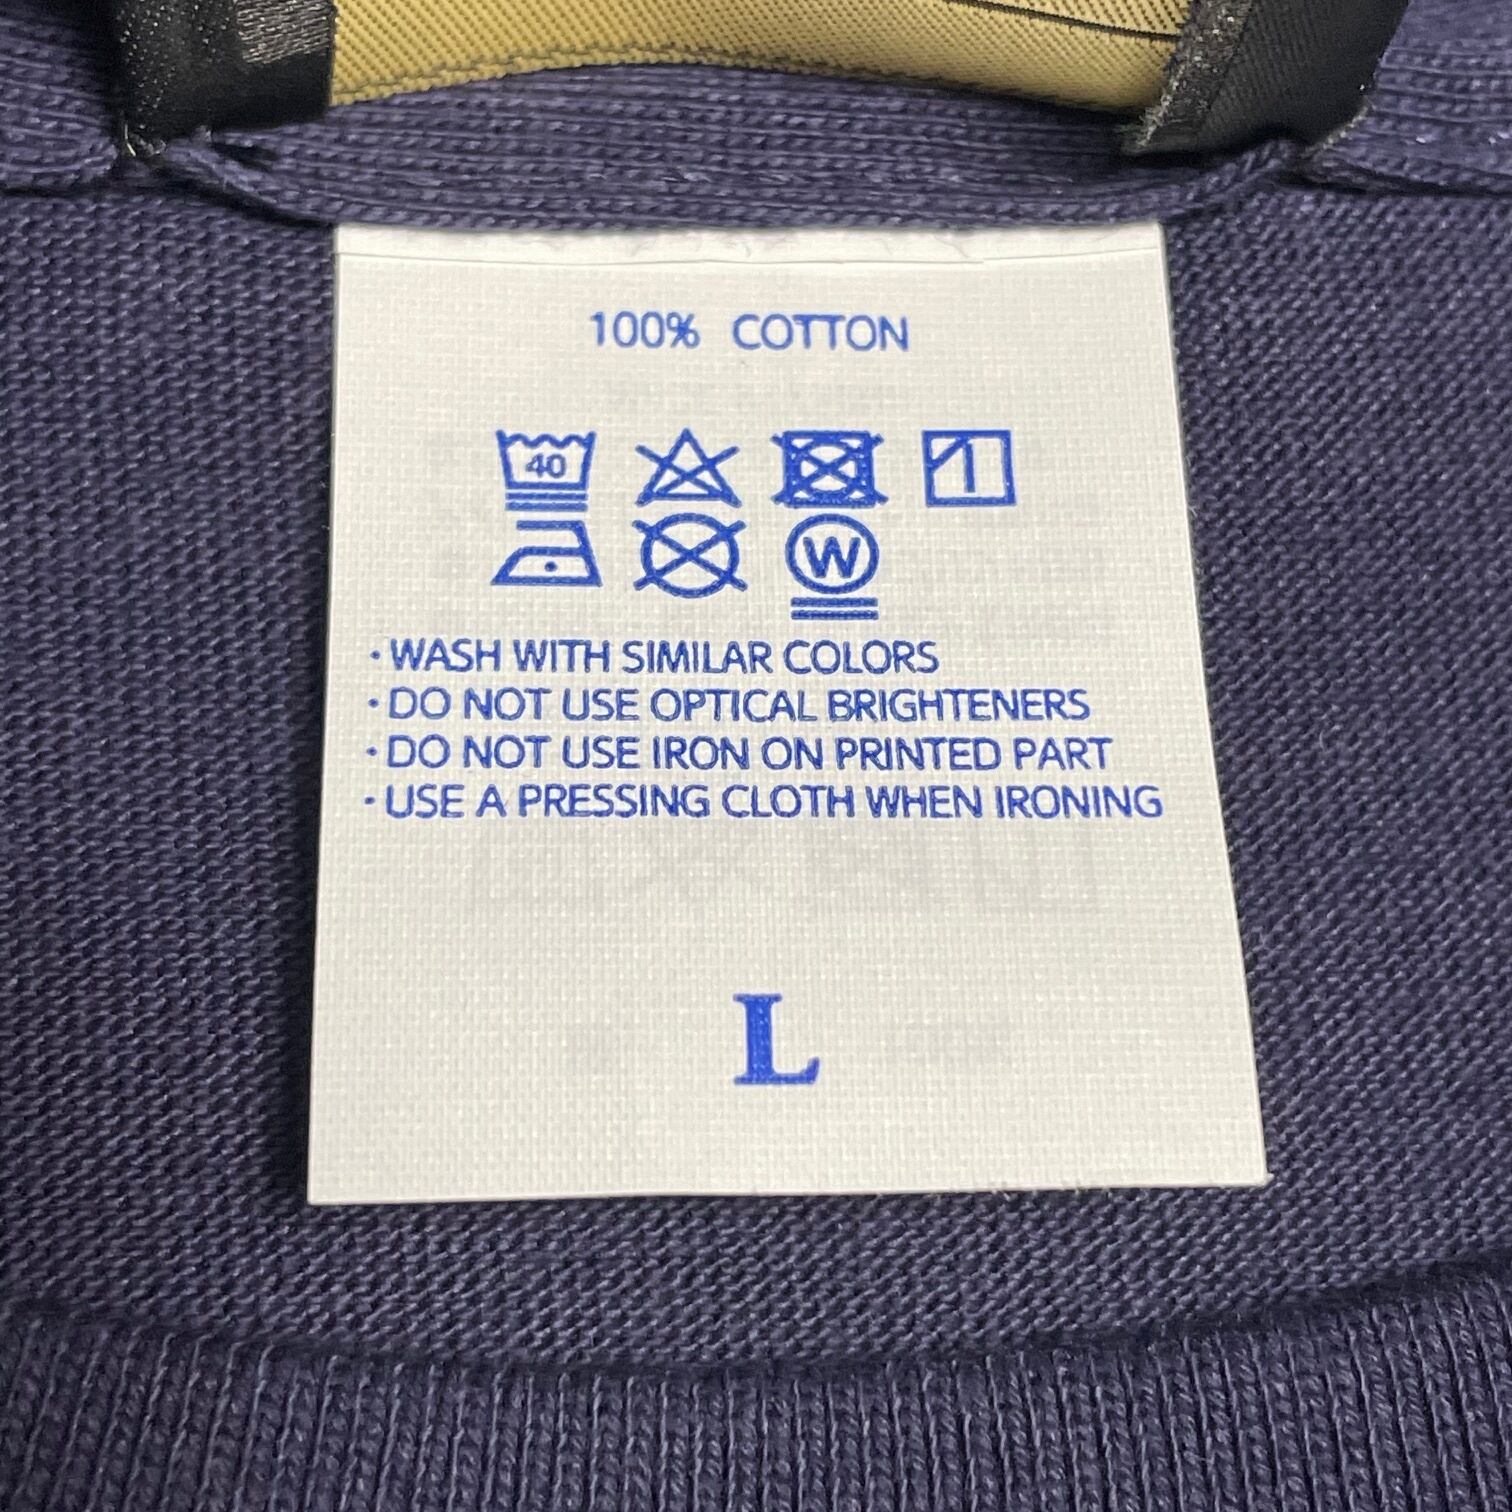 100% COTTON
40
W
· WASH WITH SIMILAR COLORS
· DO NOT USE OPTICAL BRIGHTENERS
· DO NOT USE IRON ON PRINTED PART
· USE A PRESSING CLOTH WHEN IRONING
L